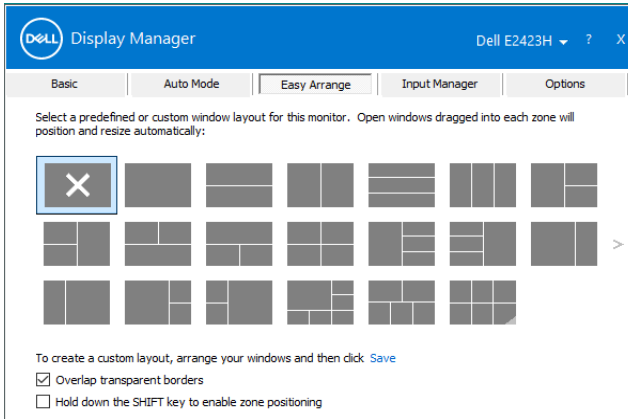 DELL Display Manager
Dell E2423H ? X
Basic Auto Mode Easy Arrange Input Manager Options
Select a predefined or custom window layout for this monitor. Open windows dragged into each zone will
position and resize automatically:
>
To create a custom layout, arrange your windows and then click Save
Overlap transparent borders
Hold down the SHIFT key to enable zone positioning